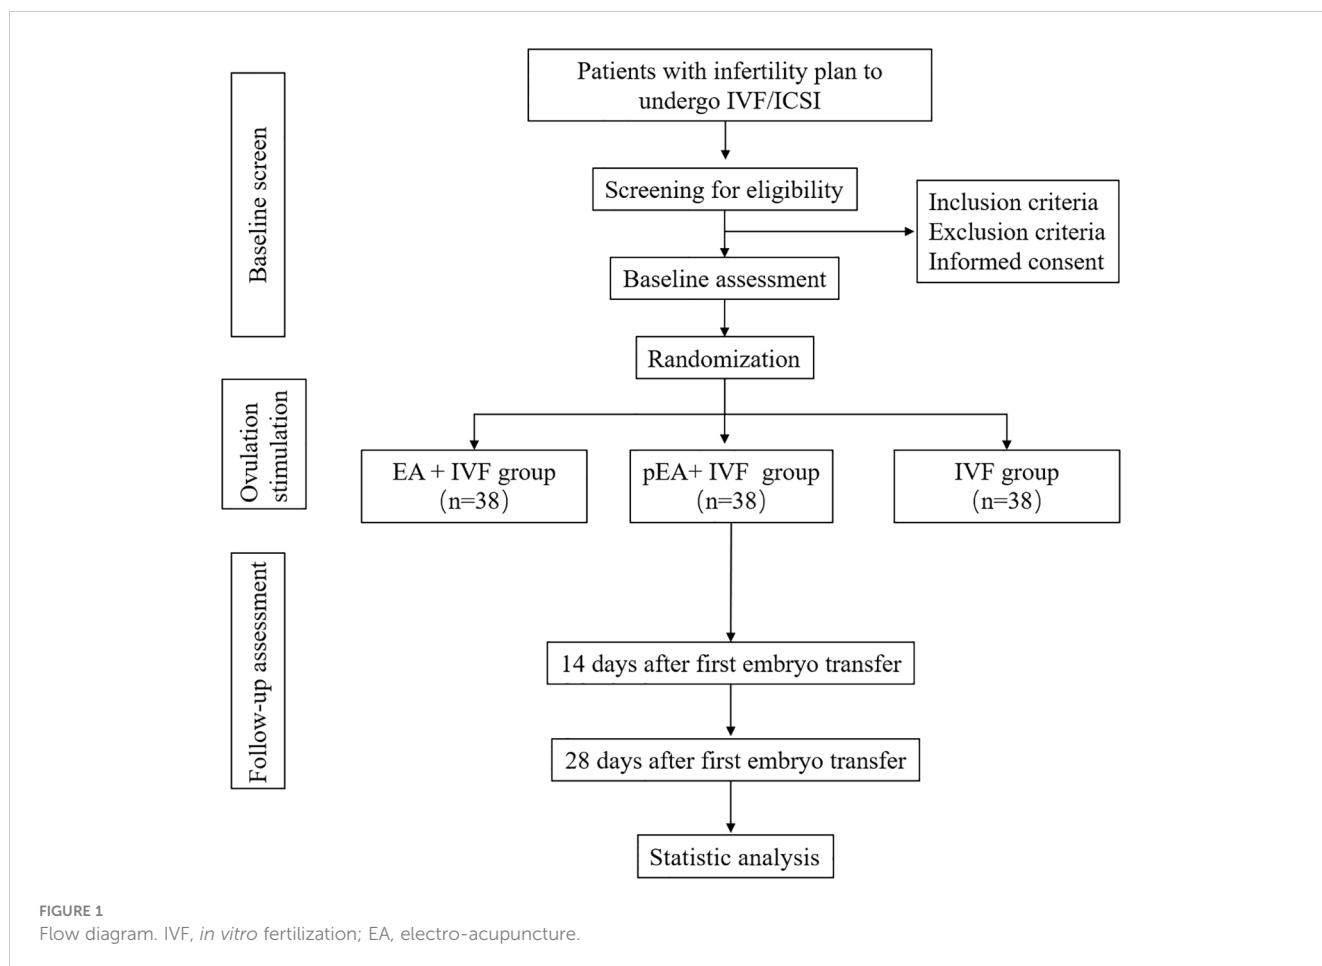 Patients with infertility plan to
undergo IVF/ICSI
Baseline screen
Screening for eligibility
Inclusion criteria
Exclusion criteria
Informed consent
Baseline assessment
Randomization
Ovulation
stimulation
EA + IVF group
(n=38)
pEA+ IVF group
(n=38)
IVF group
(n=38)
Follow-up assessment
14 days after first embryo transfer
28 days after first embryo transfer
Statistic analysis
FIGURE 1
Flow diagram. IVF, in vitro fertilization; EA, electro-acupuncture.